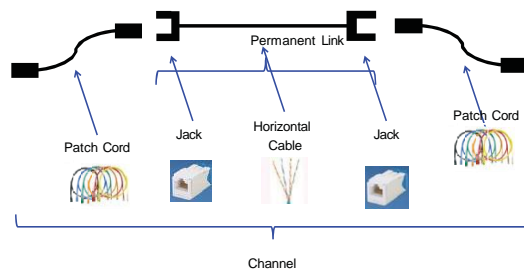 Permanent Link
Patch Cord
Jack
Horizontal
Cable
Jack
Patch Cord
Channel